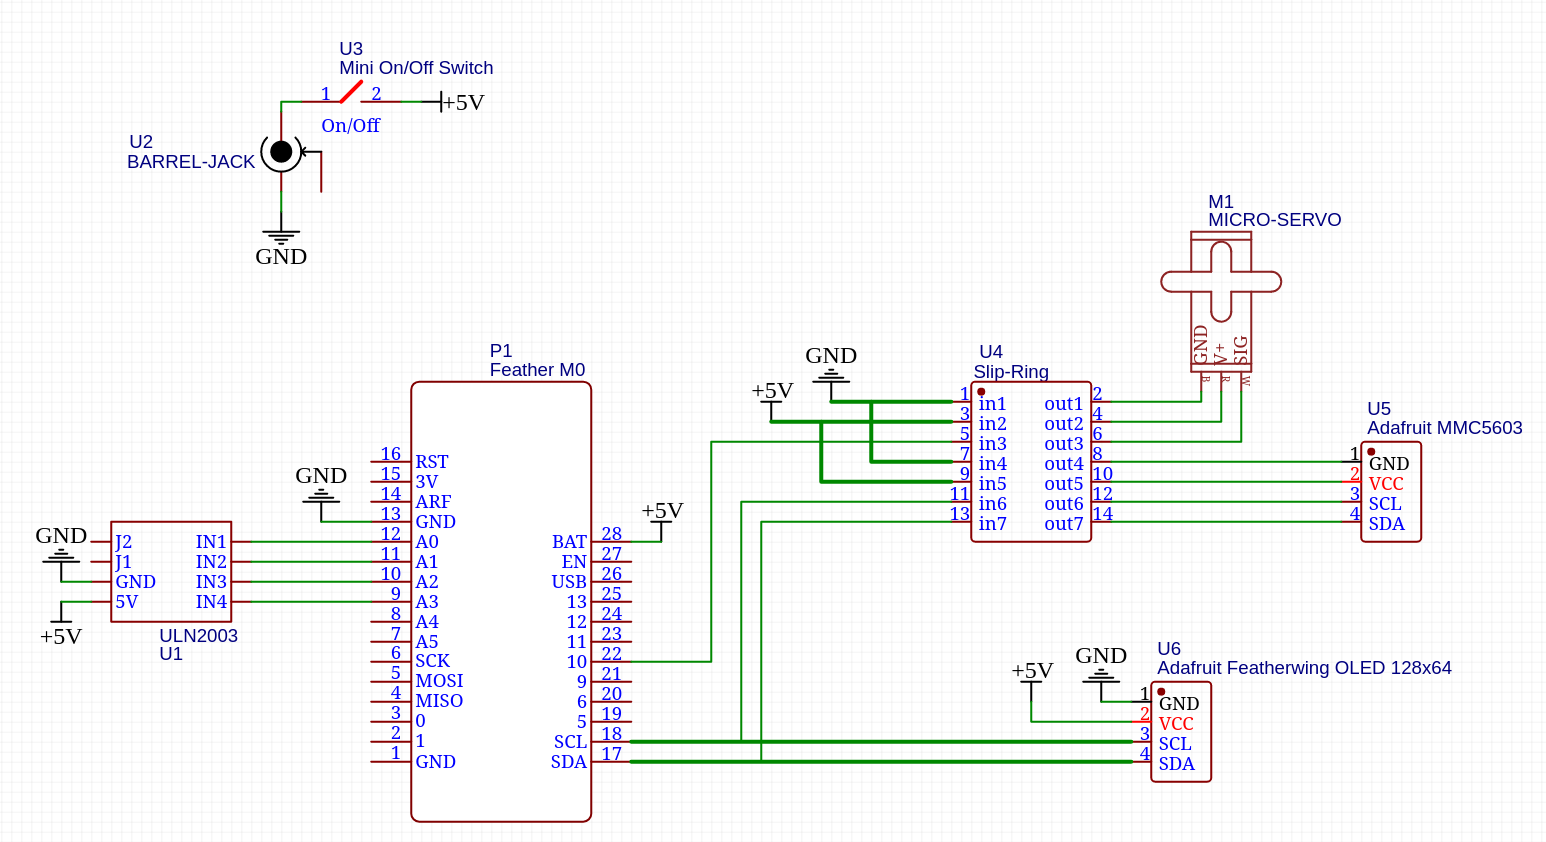 U3
Mini On/Off Switch
1 2 +5V
On/Off
U2
BARREL-JACK
GND
M1
MICRO-SERVO
GND V+ SIG
B R W
P1
Feather M0
16 RST
15 3V
14 ARF
13 GND
12 A0
11 A1
10 A2
9 A3
8 A4
7 A5
6 SCK
5 MOSI
4 MISO
3 0
2 1
1 GND
BAT 28
EN 27
USB 26
13 25
12 24
11 23
10 22
9 21
6 20
5 19
SCL 18
SDA 17
GND
+5V
GND
+5V
J2 IN1
J1 IN2
GND IN3
5V IN4
ULN2003
U1
GND
+5V
U4
Slip-Ring
1 in1 out1 2
3 in2 out2 4
5 in3 out3 6
7 in4 out4 8
9 in5 out5 10
11 in6 out6 12
13 in7 out7 14
U5
Adafruit MMC5603
1 GND
2 VCC
3 SCL
4 SDA
U6
Adafruit Featherwing OLED 128x64
+5V
GND
1 GND
2 VCC
3 SCL
4 SDA